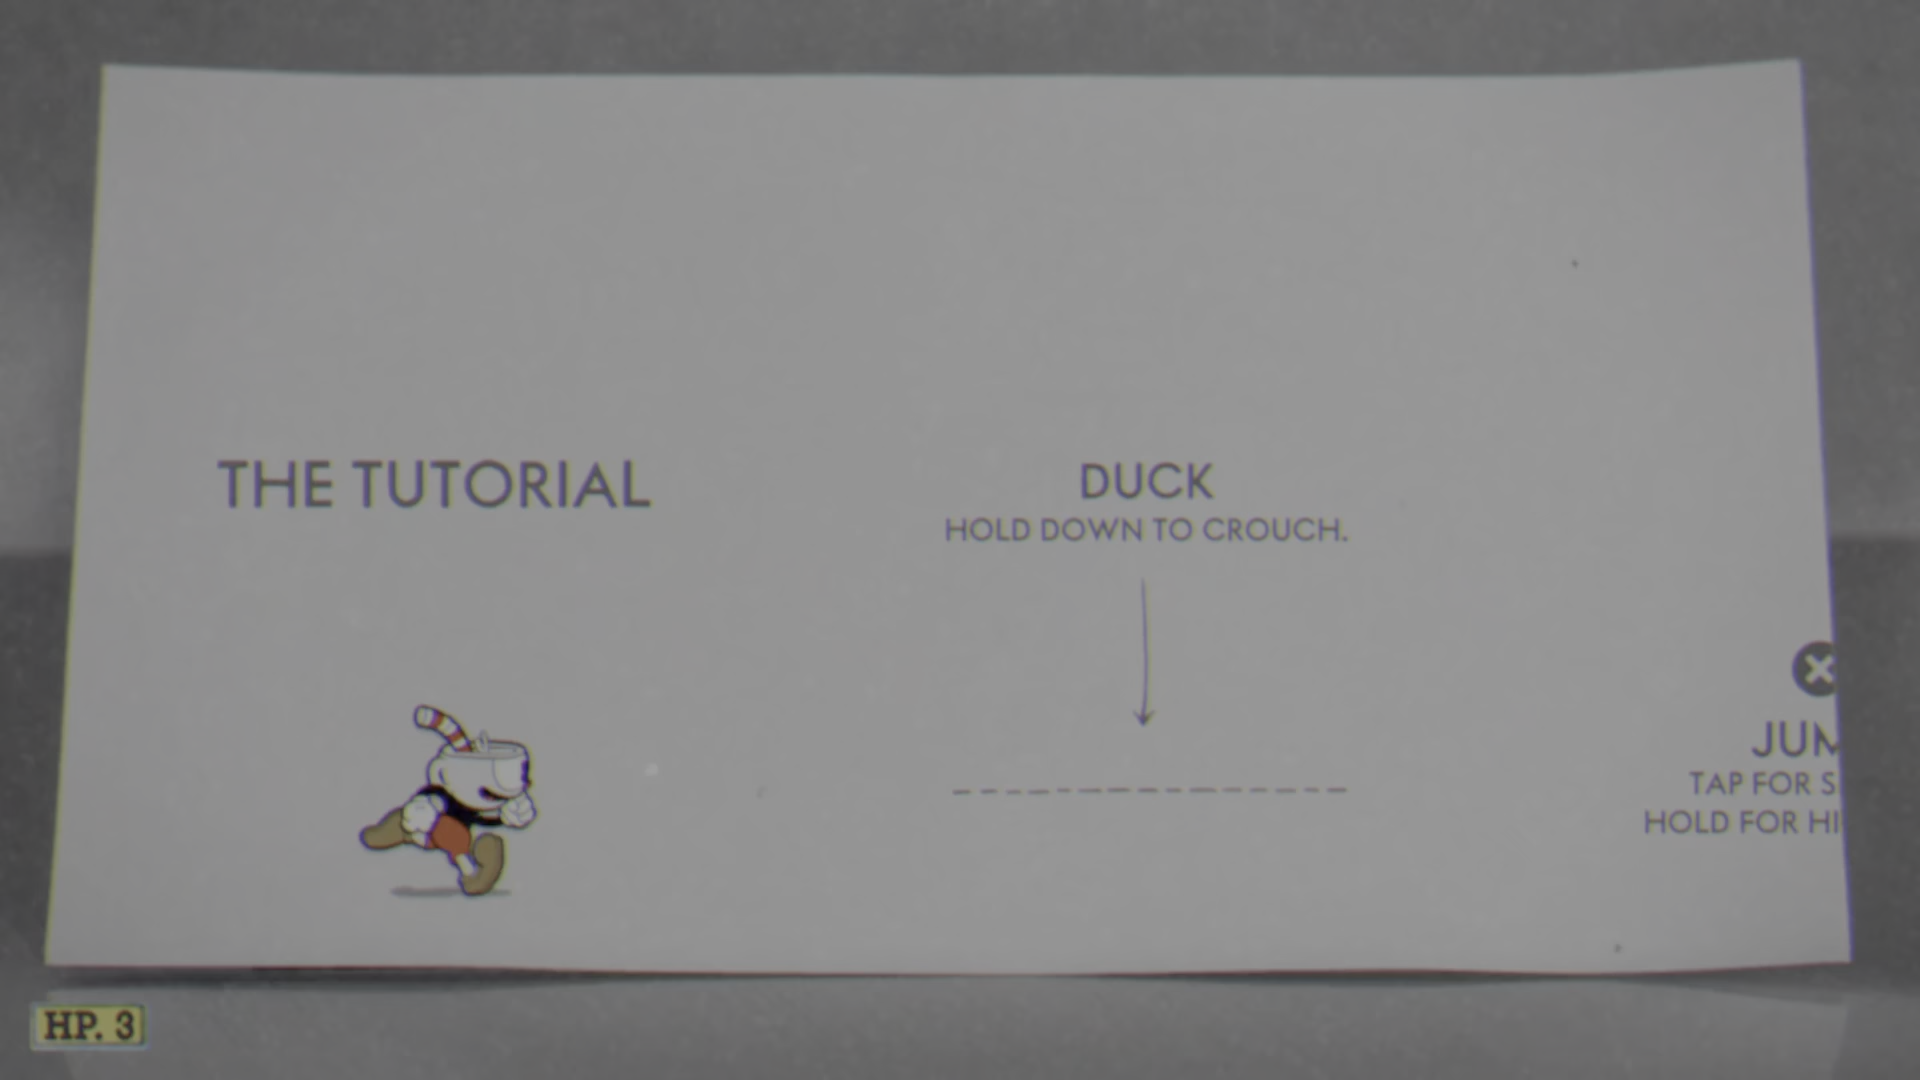 THE TUTORIAL
DUCK
HOLD DOWN TO CROUCH.
JUM
TAP FOR S
HOLD FOR HI
HP. 3